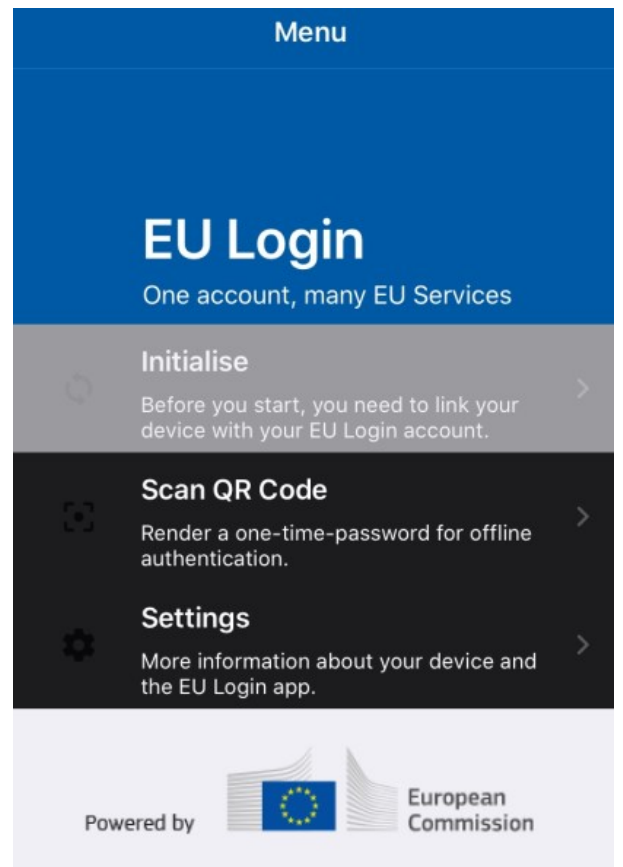 Menu
EU Login
One account, many EU Services
Initialise
Before you start, you need to link your
device with your EU Login account.
Scan QR Code
Render a one-time-password for offline
authentication.
Settings
More information about your device and
the EU Login app.
Powered by
European
Commission